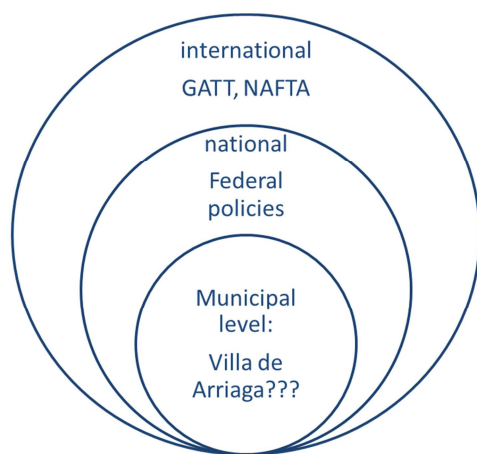 international
GATT, NAFTA
national
Federal
policies
Municipal
level:
Villa de
Arriaga???